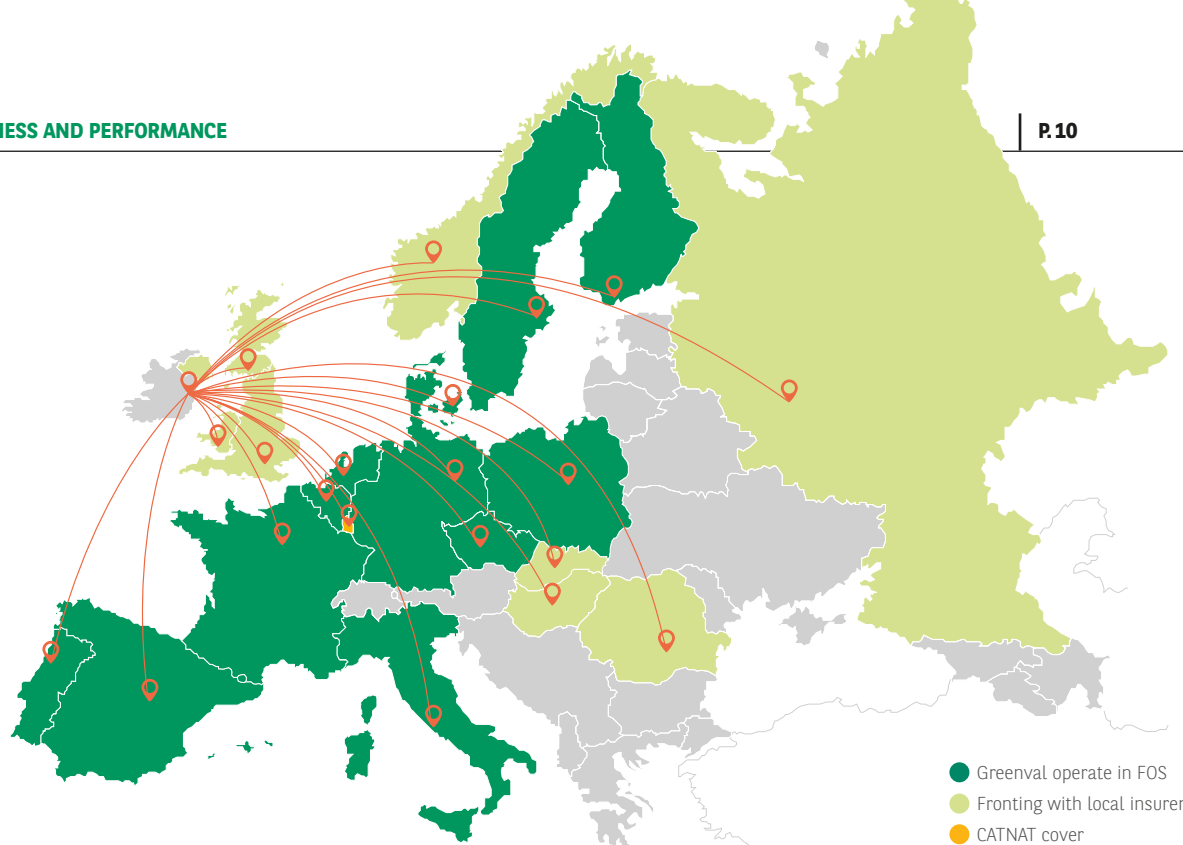 NESS AND PERFORMANCE
P.10
Greenval operate in FOS
Fronting with local insurer
CATNAT cover